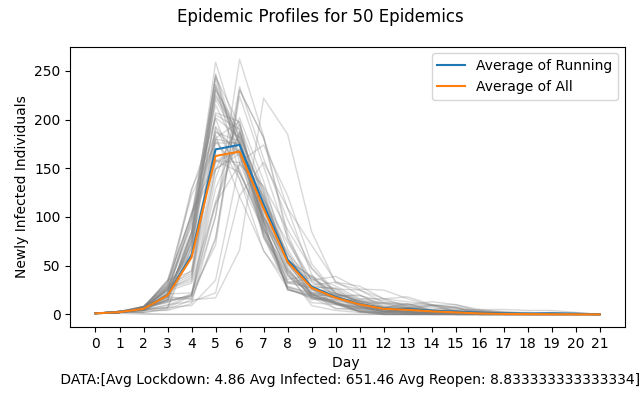 Epidemic Profiles for 50 Epidemics
Average of Running
Average of All
Newly Infected Individuals
250
200
150
100
50
0
0 1 2 3 4 5 6 7 8 9 10 11 12 13 14 15 16 17 18 19 20 21
Day
DATA:[Avg Lockdown: 4.86 Avg Infected: 651.46 Avg Reopen: 8.833333333333334]